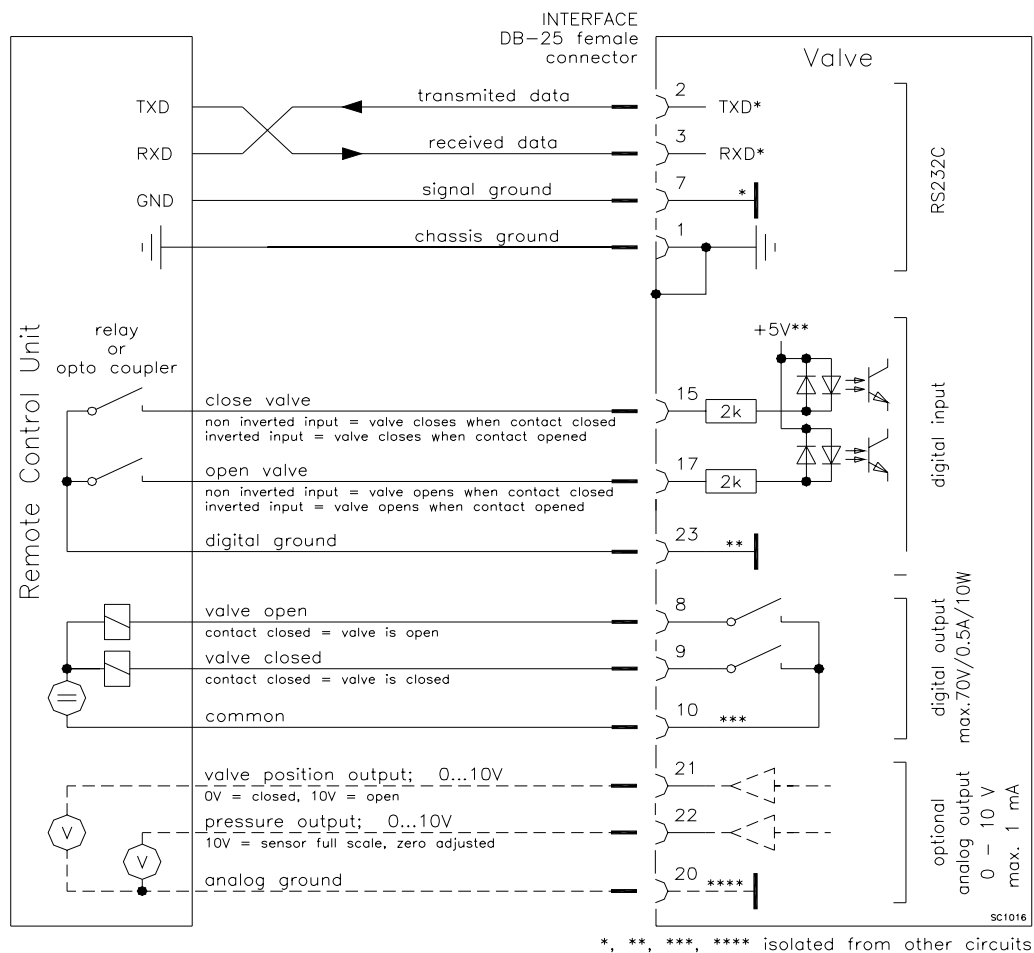 INTERFACE
DB-25 female
connector
Valve
TXD
transmited data
2
TXD*
RXD
received data
3
RXD*
GND
signal ground
7
*
chassis ground
1
RS232C
Remote Control Unit
relay
or
opto coupler
+5V**
close valve
15
2k
non inverted input = valve closes when contact closed
inverted input = valve closes when contact opened
open valve
17
2k
non inverted input = valve opens when contact closed
inverted input = valve opens when contact opened
digital ground
23
**
digital input
valve open
8
contact closed = valve is open
valve closed
9
contact closed = valve is closed
common
10
***
digital output
max.70V/0.5A/10W
valve position output; 0...10V
21
0V = closed, 10V = open
V
pressure output; 0...10V
22
10V = sensor full scale, zero adjusted
V
analog ground
20
****
optional
analog output
0 - 10 V
max. 1 mA
SC1016
*, **, ***, **** isolated from other circuits